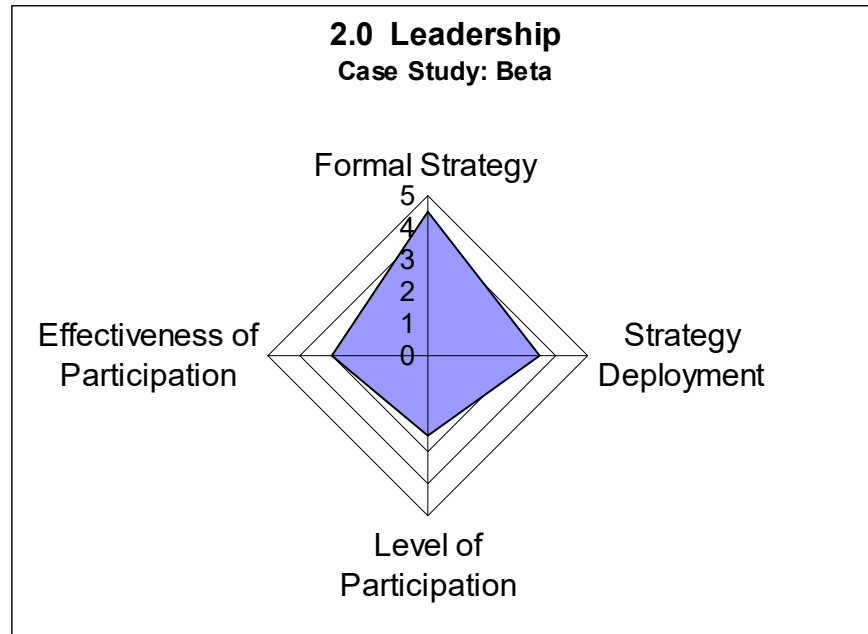 2.0 Leadership
Case Study: Beta
Formal Strategy
5
4
3
2
1
0
Effectiveness of
Participation
Strategy
Deployment
Level of
Participation